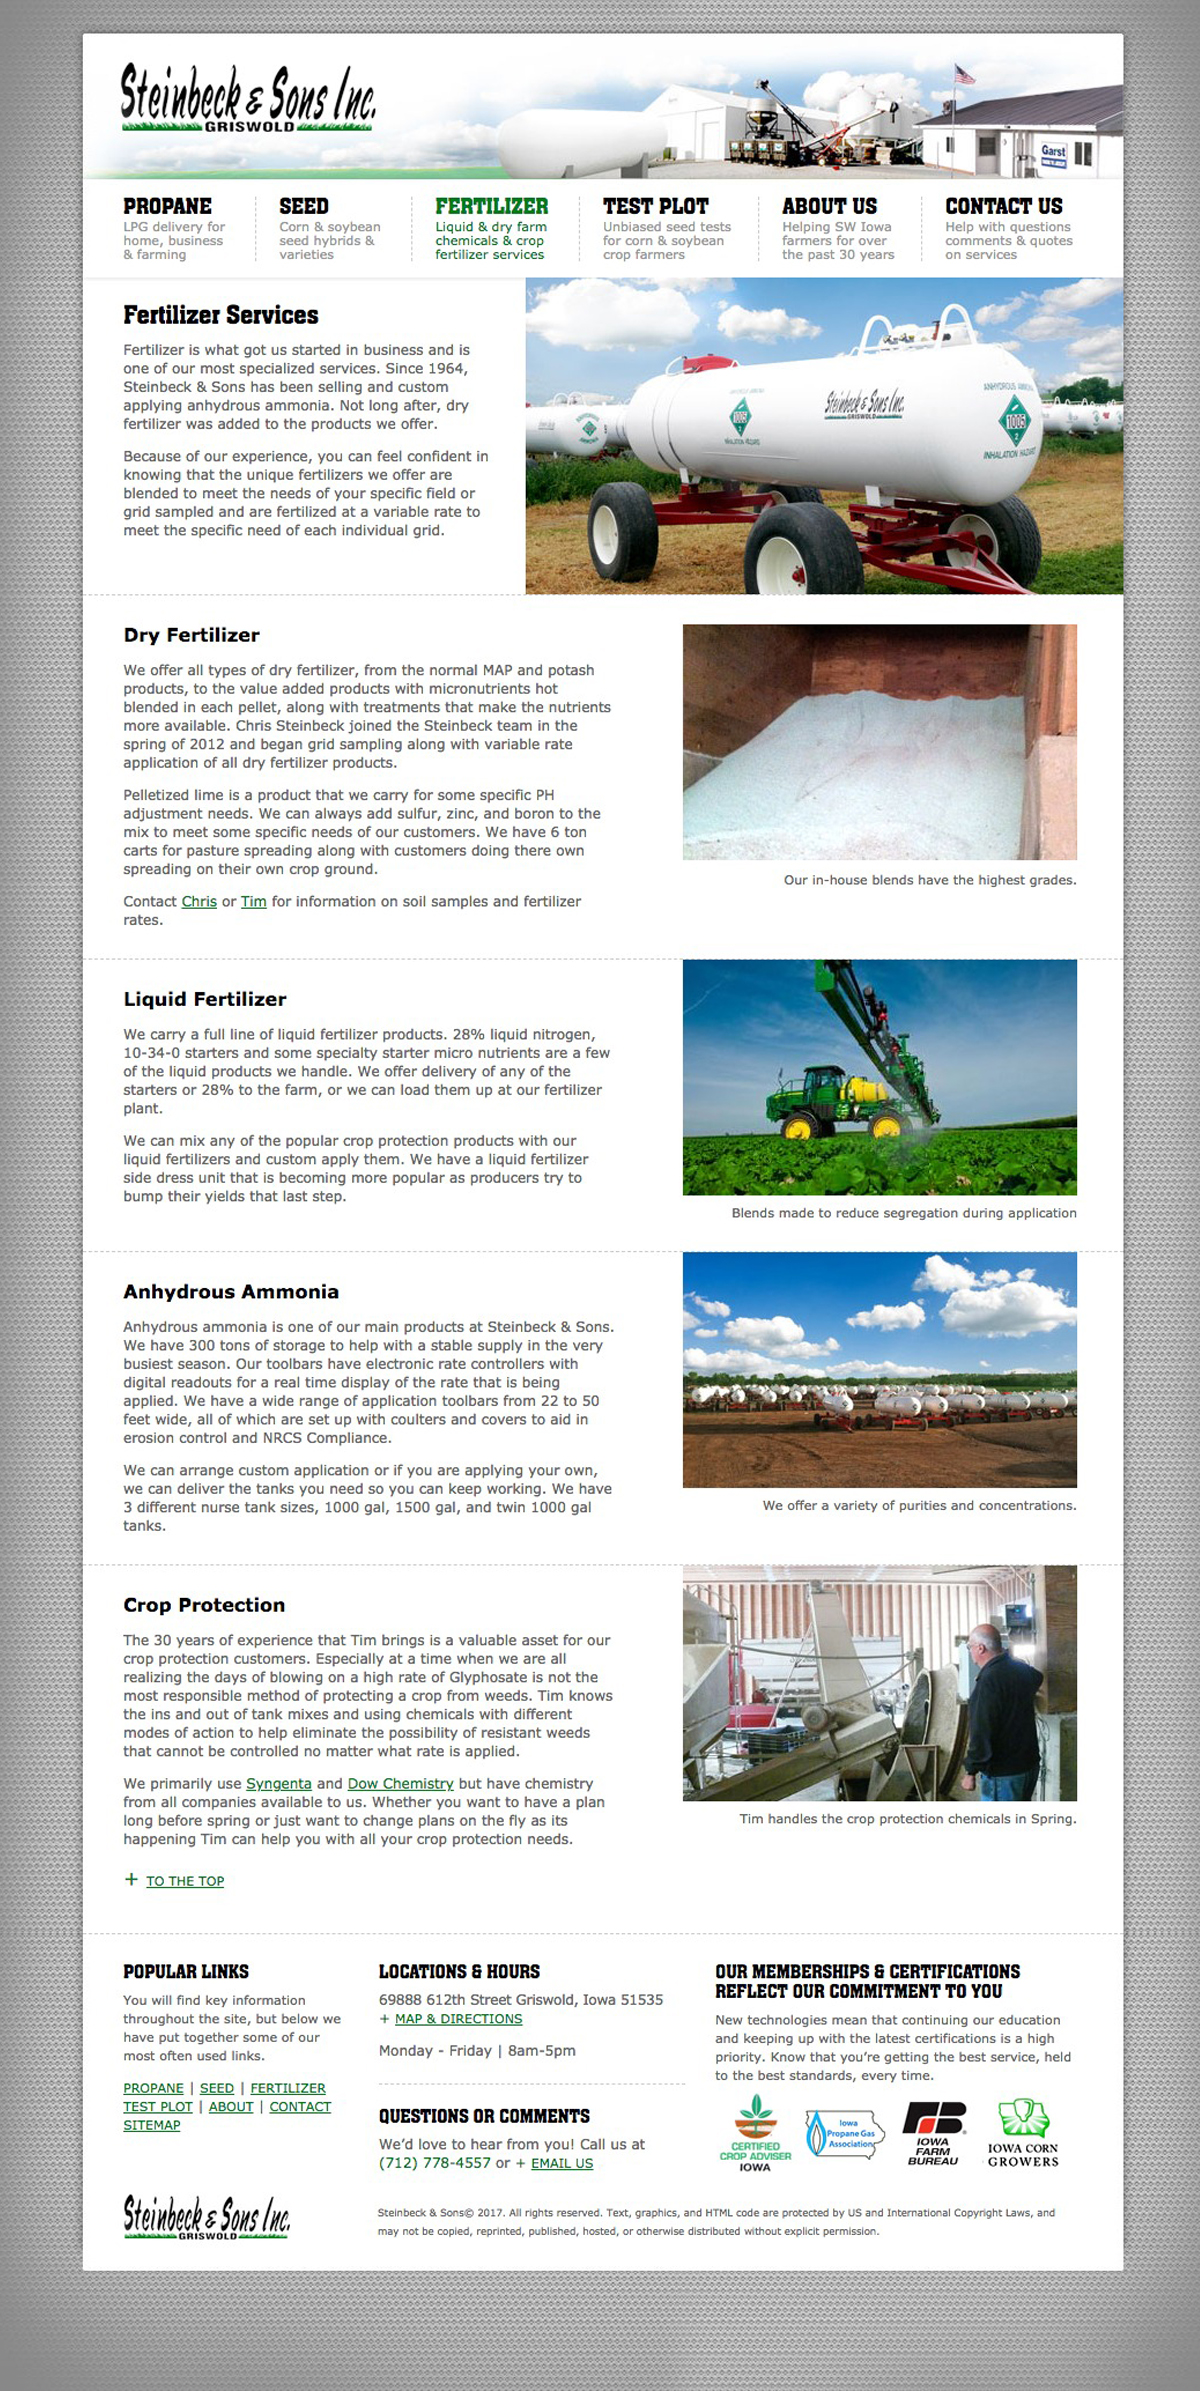 Steinbeck & Sons Inc.
GRISWOLD
Garst
PROPANE
LPG delivery for
home, business
& farming
SEED
Corn & soybean
seed hybrids &
varieties
FERTILIZER
Liquid & dry farm
chemicals & crop
fertilizer services
TEST PLOT
Unbiased seed tests
for corn & soybean
crop farmers
ABOUT US
Helping SW Iowa
farmers for over
the past 30 years
CONTACT US
Help with questions
comments & quotes
on services
Fertilizer Services
Fertilizer is what got us started in business and is
one of our most specialized services. Since 1964,
Steinbeck & Sons has been selling and custom
applying anhydrous ammonia. Not long after, dry
fertilizer was added to the products we offer.
Because of our experience, you can feel confident in
knowing that the unique fertilizers we offer are
blended to meet the needs of your specific field or
grid sampled and are fertilized at a variable rate to
meet the specific need of each individual grid.
Steinbeck & Sons Inc.
GRISWOLD
1005
INHALATION HAZARD
ANHYDROUS AMMONIA
1005
2
INHALATION HAZARD
Dry Fertilizer
We offer all types of dry fertilizer, from the normal MAP and potash
products, to the value added products with micronutrients hot
blended in each pellet, along with treatments that make the nutrients
more available. Chris Steinbeck joined the Steinbeck team in the
spring of 2012 and began grid sampling along with variable rate
application of all dry fertilizer products.
Pelletized lime is a product that we carry for some specific PH
adjustment needs. We can always add sulfur, zinc, and boron to the
mix to meet some specific needs of our customers. We have 6 ton
carts for pasture spreading along with customers doing there own
spreading on their own crop ground.
Contact Chris or Tim for information on soil samples and fertilizer
rates.
Our in-house blends have the highest grades.
Liquid Fertilizer
We carry a full line of liquid fertilizer products. 28% liquid nitrogen,
10-34-0 starters and some specialty starter micro nutrients are a few
of the liquid products we handle. We offer delivery of any of the
starters or 28% to the farm, or we can load them up at our fertilizer
plant.
We can mix any of the popular crop protection products with our
liquid fertilizers and custom apply them. We have a liquid fertilizer
side dress unit that is becoming more popular as producers try to
bump their yields that last step.
Blends made to reduce segregation during application
Anhydrous Ammonia
Anhydrous ammonia is one of our main products at Steinbeck & Sons.
We have 300 tons of storage to help with a stable supply in the very
busiest season. Our toolbars have electronic rate controllers with
digital readouts for a real time display of the rate that is being
applied. We have a wide range of application toolbars from 22 to 50
feet wide, all of which are set up with coulters and covers to aid in
erosion control and NRCS Compliance.
We can arrange custom application or if you are applying your own,
we can deliver the tanks you need so you can keep working. We have
3 different nurse tank sizes, 1000 gal, 1500 gal, and twin 1000 gal
tanks.
We offer a variety of purities and concentrations.
Crop Protection
The 30 years of experience that Tim brings is a valuable asset for our
crop protection customers. Especially at a time when we are all
realizing the days of blowing on a high rate of Glyphosate is not the
most responsible method of protecting a crop from weeds. Tim knows
the ins and out of tank mixes and using chemicals with different
modes of action to help eliminate the possibility of resistant weeds
that cannot be controlled no matter what rate is applied.
We primarily use Syngenta and Dow Chemistry but have chemistry
from all companies available to us. Whether you want to have a plan
long before spring or just want to change plans on the fly as its
happening Tim can help you with all your crop protection needs.
Tim handles the crop protection chemicals in Spring.
+ TO THE TOP
POPULAR LINKS
You will find key information
throughout the site, but below we
have put together some of our
most often used links.
PROPANE | SEED | FERTILIZER
TEST PLOT | ABOUT | CONTACT
SITEMAP
LOCATIONS & HOURS
69888 612th Street Griswold, Iowa 51535
+ MAP & DIRECTIONS
Monday - Friday | 8am-5pm
QUESTIONS OR COMMENTS
We'd love to hear from you! Call us at
(712) 778-4557 or + EMAIL US
OUR MEMBERSHIPS & CERTIFICATIONS
REFLECT OUR COMMITMENT TO YOU
New technologies mean that continuing our education
and keeping up with the latest certifications is a high
priority. Know that you're getting the best service, held
to the best standards, every time.
CERTIFIED
CROP ADVISER
IOWA
Iowa
Propane Gas
Association
IOWA
FARM
BUREAU
IOWA CORN
GROWERS
Steinbeck & Sons Inc.
GRISWOLD
Steinbeck & Sons© 2017. All rights reserved. Text, graphics, and HTML code are protected by US and International Copyright Laws, and
may not be copied, reprinted, published, hosted, or otherwise distributed without explicit permission.